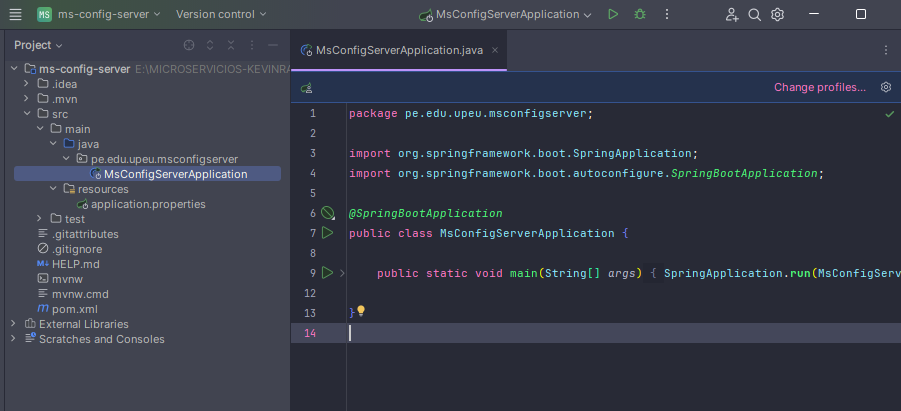 MS ms-config-server Version control MsConfigServerApplication
Project
MsConfigServerApplication.java
ms-config-server E:\MICROSERVICIOS-KEVINRA
.idea
.mvn
src
main
java
pe.edu.upeu.msconfigserver
MsConfigServerApplication
resources
application.properties
test
.gitattributes
.gitignore
HELP.md
mvnw
mvnw.cmd
pom.xml
External Libraries
Scratches and Consoles
Change profiles...
1 package pe.edu.upeu.msconfigserver;
2
3 import org.springframework.boot.SpringApplication;
4 import org.springframework.boot.autoconfigure.SpringBootApplication;
5
6 @SpringBootApplication
7 public class MsConfigServerApplication {
8
9 public static void main(String[] args) { SpringApplication.run(MsConfigServ
12
13 }
14